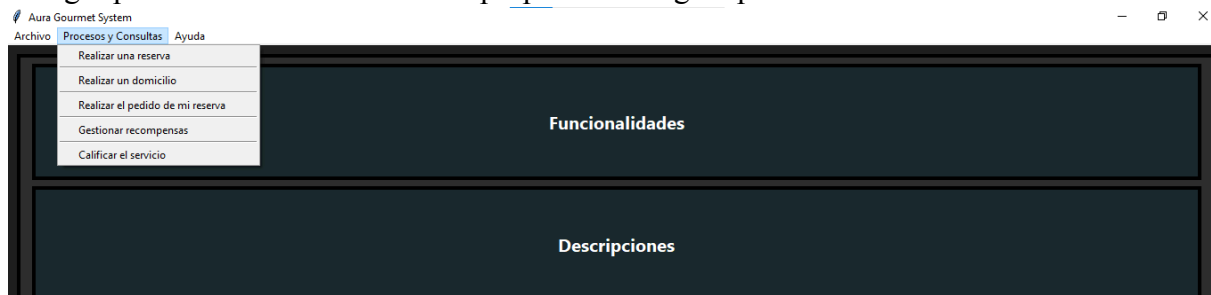 Aura Gourmet System
Archivo Procesos y Consultas Ayuda
Realizar una reserva
Realizar un domicilio
Realizar el pedido de mi reserva
Gestionar recompensas
Calificar el servicio
Funcionalidades
Descripciones